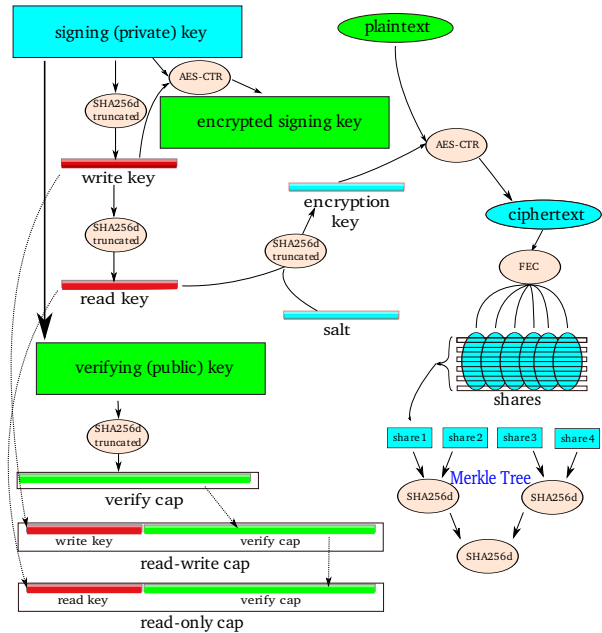 signing (private) key
plaintext
AES-CTR
SHA256d
truncated
encrypted signing key
AES-CTR
write key
encryption
key
ciphertext
SHA256d
truncated
SHA256d
truncated
FEC
read key
salt
verifying (public) key
shares
SHA256d
truncated
share1
share2
share3
share4
Merkle Tree
verify cap
SHA256d
SHA256d
write key
verify cap
read-write cap
SHA256d
read key
verify cap
read-only cap